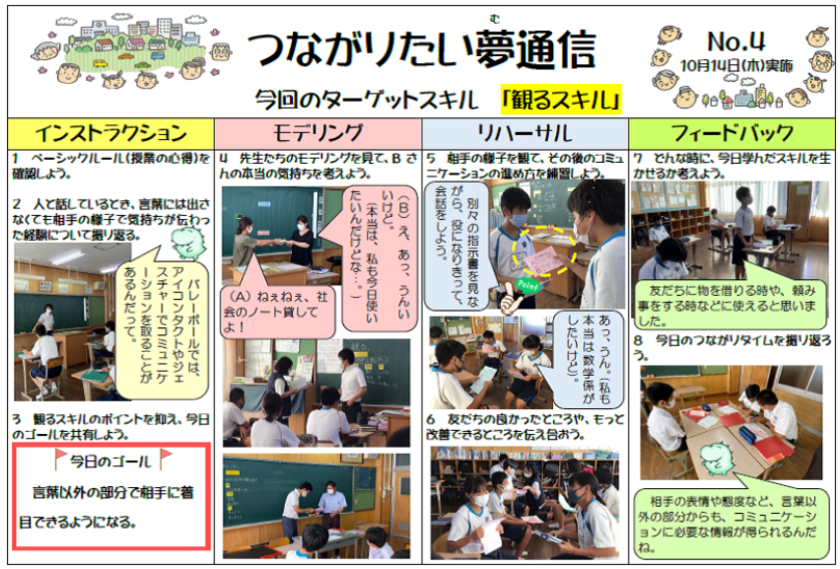 む
つながりたい夢通信
No.4
10月14日(木)実施
今回のターゲットスキル 「観るスキル」
インストラクション
1 ベーシックルール(授業の心得)を
確認しよう。
2 人と話しているとき、言葉には出さ
なくても相手の様子で気持ちが伝わっ
た経験について振り返る。
バレーボールでは、
アイコンタクトやジェ
スチャーでコミュニケ
ーションを取ることが
あるんだって。
3 観るスキルのポイントを抑え、今日
のゴールを共有しよう。
今日のゴール
言葉以外の部分で相手に着
目できるようになる。
モデリング
4 先生たちのモデリングを見て、Bさ
んの本当の気持ちを考えよう。
(B)え、あっ、うんい
いけど。
(本当は、私も今日使い
たいんだけどな…。)
(A)ねぇねぇ、社
会のノート貸して
よ!
リハーサル
5 相手の様子を観て、その後のコミュ
ニケーションの進め方を練習しよう。
別々の指示書を見な
がら、役になりきって、
会話をしよう。
Point
あっ、うん。(私も
本当は数学係が
したいけど)。
6 友だちの良かったところや、もっと
改善できるところを伝え合おう。
フィードバック
7 どんな時に、今日学んだスキルを生
かせるか考えよう。
友だちに物を借りる時や、頼み
事をする時などに使えると思いま
した。
8 今日のつながりタイムを振り返ろ
う。
相手の表情や態度など、言葉以
外の部分からも、コミュニケーシ
ョンに必要な情報が得られるんだ
ね。